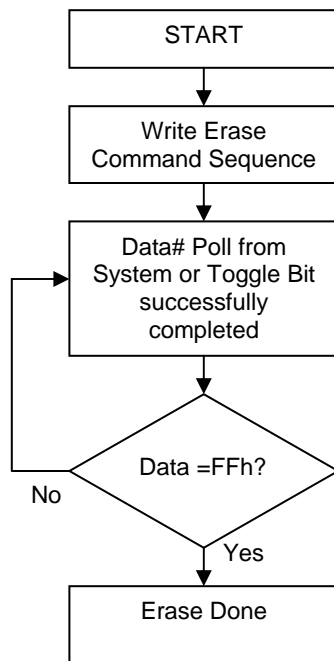 START
Write Erase
Command Sequence
Data# Poll from
System or Toggle Bit
successfully
completed
Data =FFh?
No
Yes
Erase Done